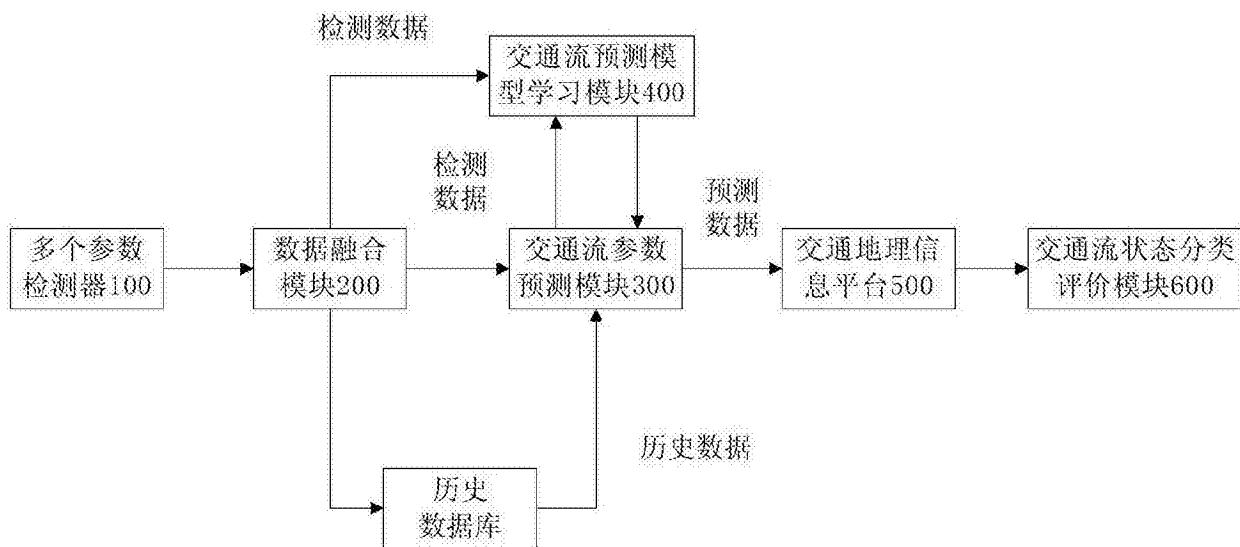 检测数据
交通流预测模
型学习模块400
检测
数据
预测
数据
多个参数
检测器100
数据融合
模块200
交通流参数
预测模块300
交通地理信
息平台500
交通流状态分类
评价模块600
历史数据
历史
数据库